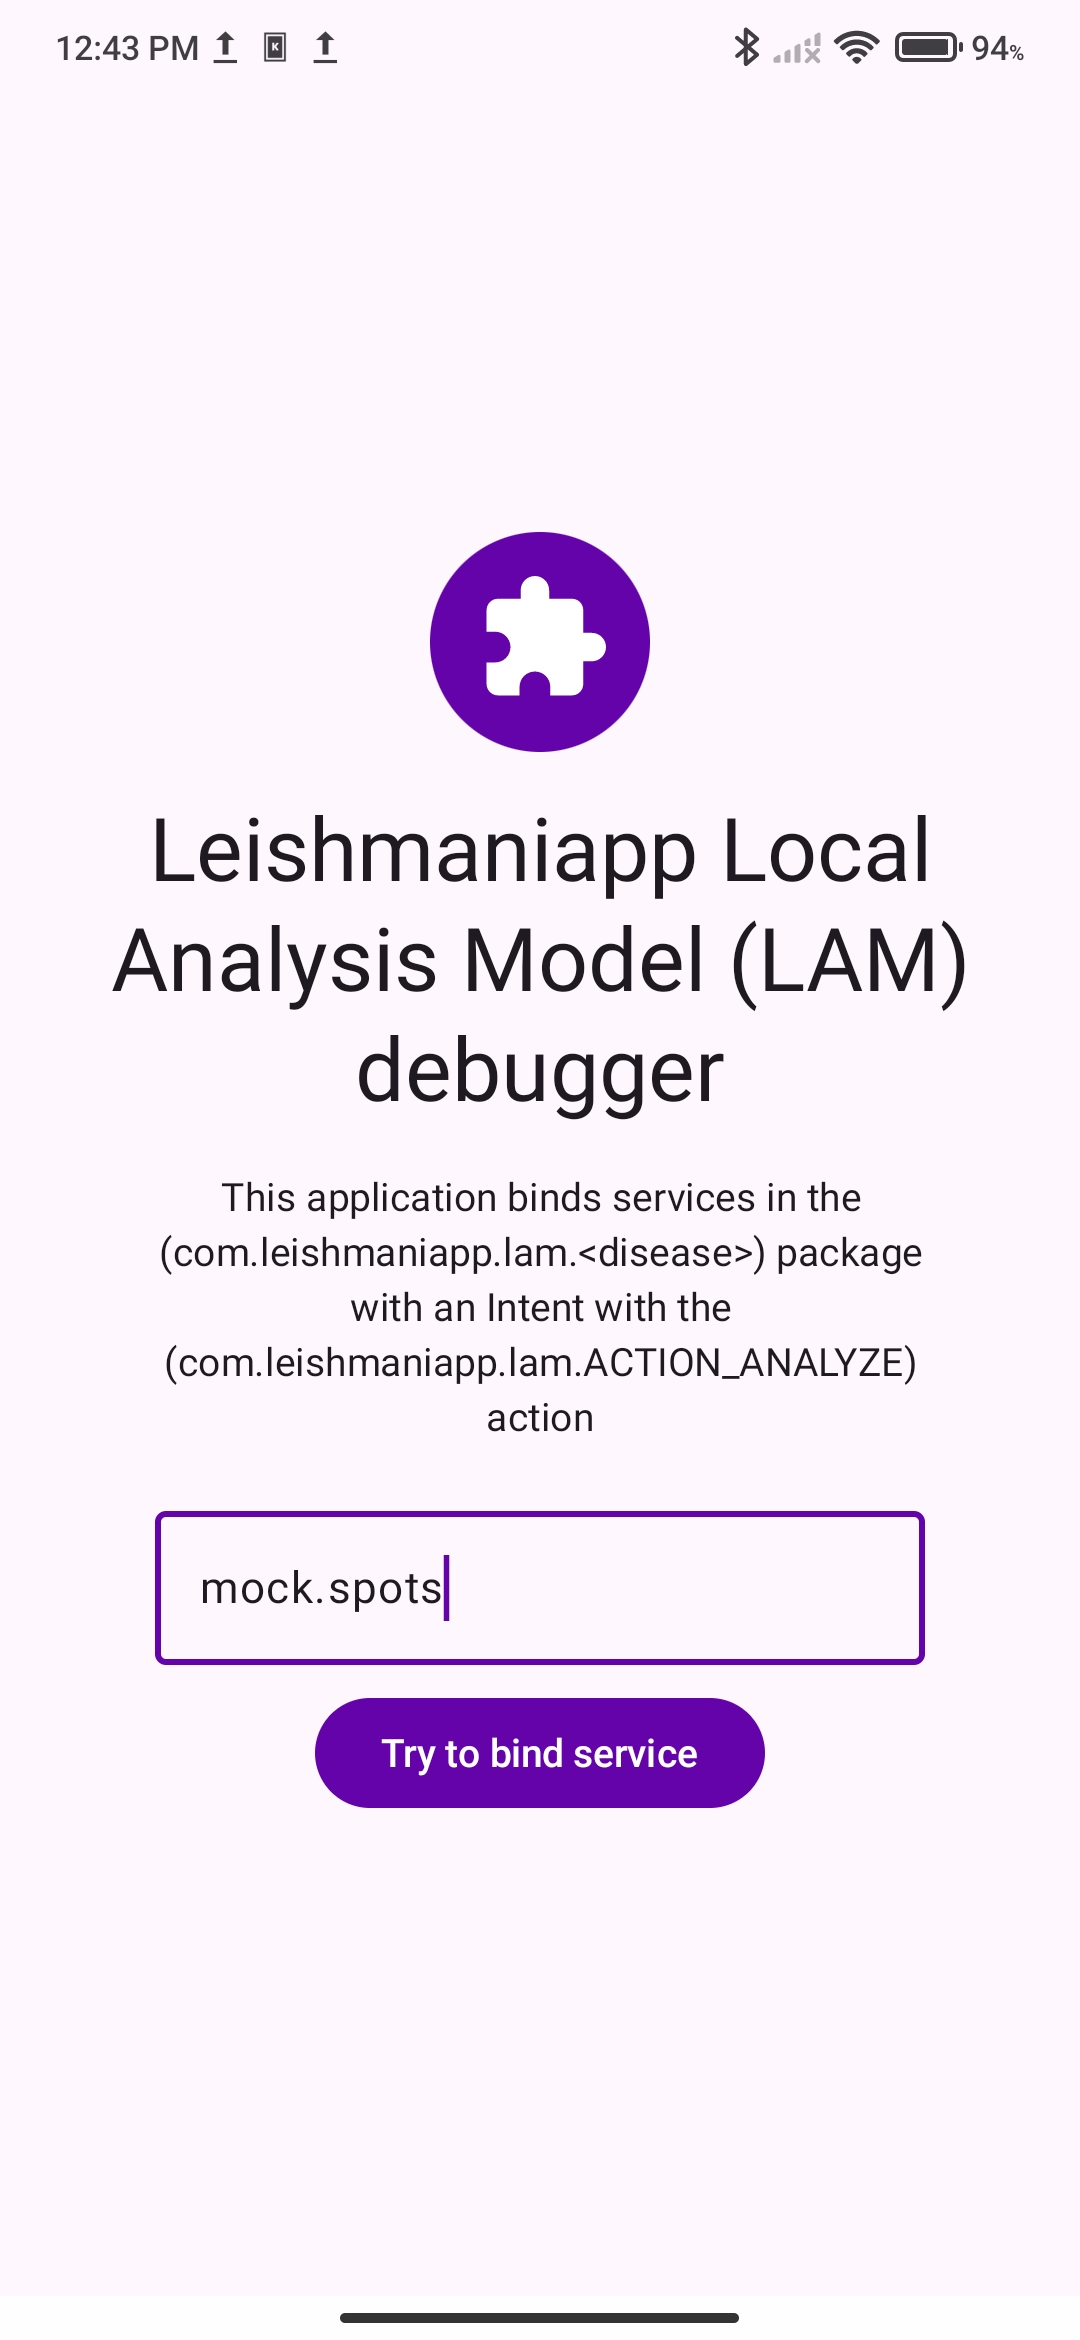 12:43 PM
K
94%
Leishmaniapp Local
Analysis Model (LAM)
debugger
This application binds services in the
(com.leishmaniapp.lam.<disease>) package
with an Intent with the
(com.leishmaniapp.lam.ACTION_ANALYZE)
action
mock.spots
Try to bind service